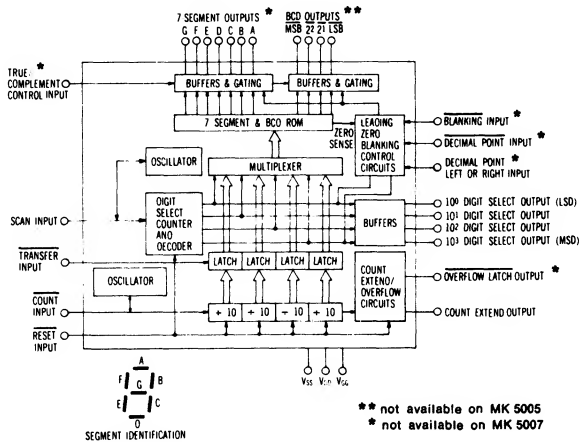 7 SEGMENT OUTPUTS *
G F E D C B A
BCD OUTPUTS **
MSB 2² 2¹ LSB
TRUE/ *
COMPLEMENT
CONTROL INPUT
BUFFERS & GATING
BUFFERS & GATING
7 SEGMENT & BCD ROM
ZERO
SENSE
LEADING
ZERO
BLANKING
CONTROL
CIRCUITS
BLANKING INPUT *
DECIMAL POINT INPUT *
DECIMAL POINT *
LEFT OR RIGHT INPUT
OSCILLATOR
MULTIPLEXER
SCAN INPUT
DIGIT
SELECT
COUNTER
AND
DECODER
BUFFERS
10⁰ DIGIT SELECT OUTPUT (LSD)
10¹ DIGIT SELECT OUTPUT
10² DIGIT SELECT OUTPUT
10³ DIGIT SELECT OUTPUT (MSD)
TRANSFER
INPUT
LATCH LATCH LATCH LATCH
OSCILLATOR
COUNT EXTEND/
OVERFLOW
CIRCUITS
OVERFLOW LATCH OUTPUT *
COUNT
INPUT
÷ 10 ÷ 10 ÷ 10 ÷ 10
COUNT EXTEND OUTPUT
RESET
INPUT
VSS VDD VGG
A
F G B
E C
D
SEGMENT IDENTIFICATION
** not available on MK 5005
* not available on MK 5007